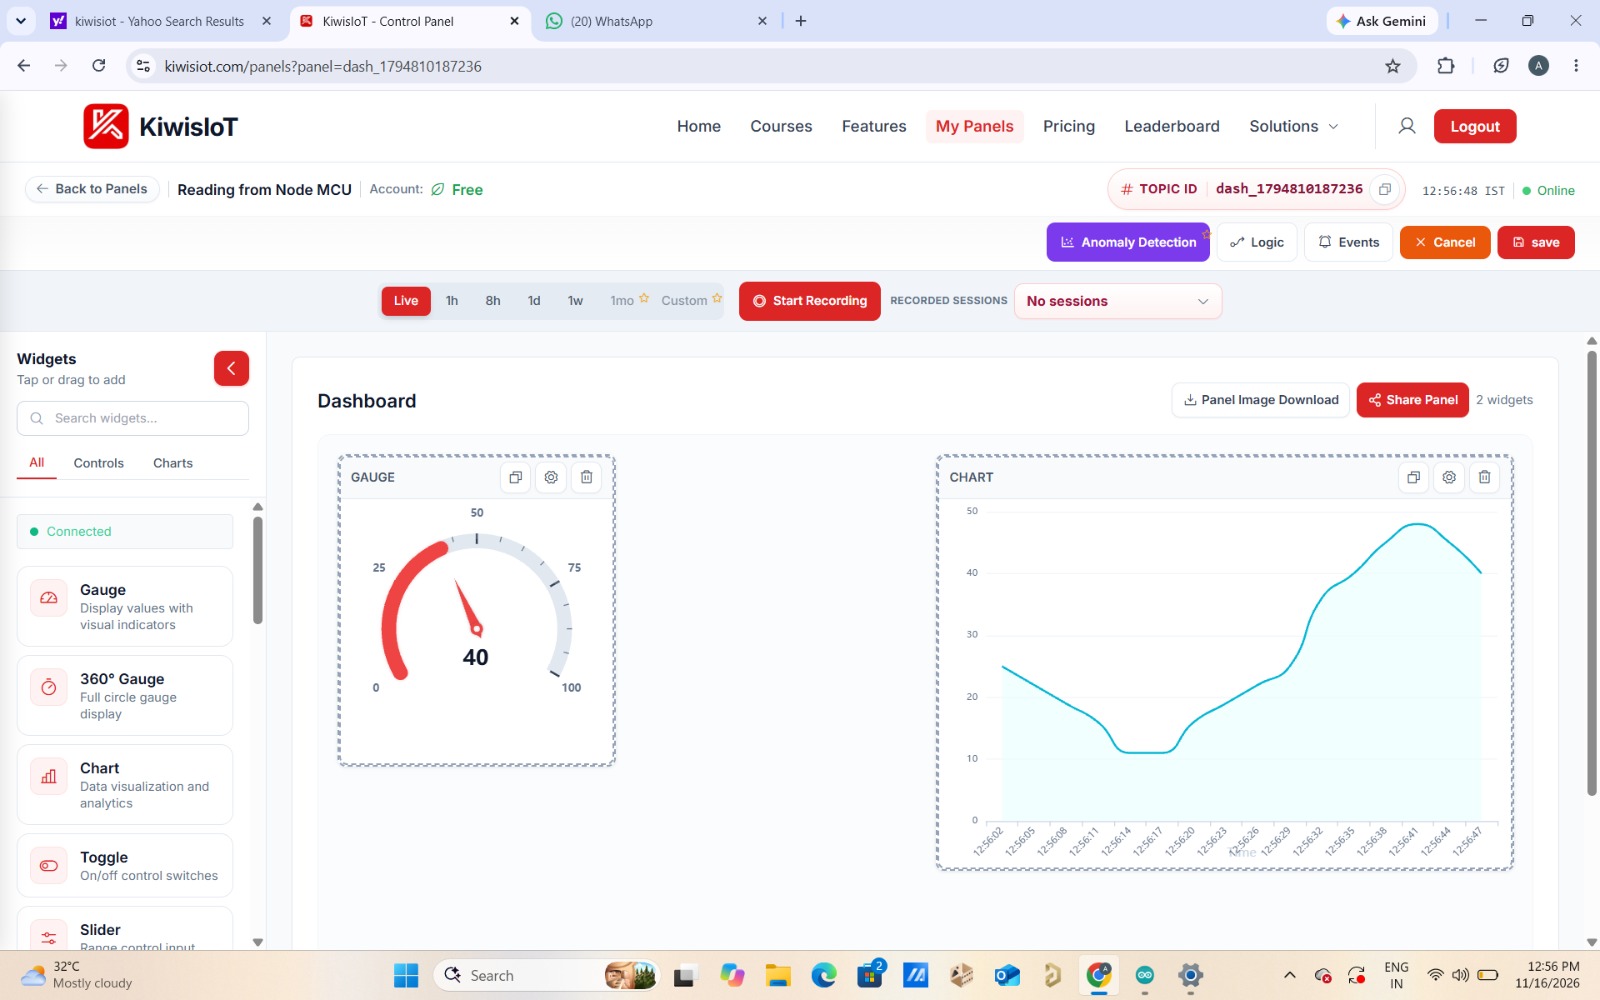 kiwisiot - Yahoo Search Results
KiwisIoT - Control Panel
(20) WhatsApp
Ask Gemini
kiwisiot.com/panels?panel=dash_1794810187236
A
KiwisIoT
Home
Courses
Features
My Panels
Pricing
Leaderboard
Solutions
Logout
Back to Panels
Reading from Node MCU
Account:
Free
# TOPIC ID
dash_1794810187236
12:56:48 IST
Online
Anomaly Detection
Logic
Events
Cancel
save
Live
1h
8h
1d
1w
1mo
Custom
Start Recording
RECORDED SESSIONS
No sessions
Widgets
Tap or drag to add
Search widgets...
All
Controls
Charts
Connected
Gauge
Display values with
visual indicators
360° Gauge
Full circle gauge
display
Chart
Data visualization and
analytics
Toggle
On/off control switches
Slider
Range control input
Dashboard
Panel Image Download
Share Panel
2 widgets
GAUGE
50
25
75
40
0
100
CHART
50
40
30
20
10
0
12:56:02
12:56:05
12:56:08
12:56:11
12:56:14
12:56:17
12:56:20
12:56:23
12:56:26
12:56:29
12:56:32
12:56:35
12:56:38
12:56:41
12:56:44
12:56:47
Time
32°C
Mostly cloudy
Search
2
ENG
IN
12:56 PM
11/16/2026